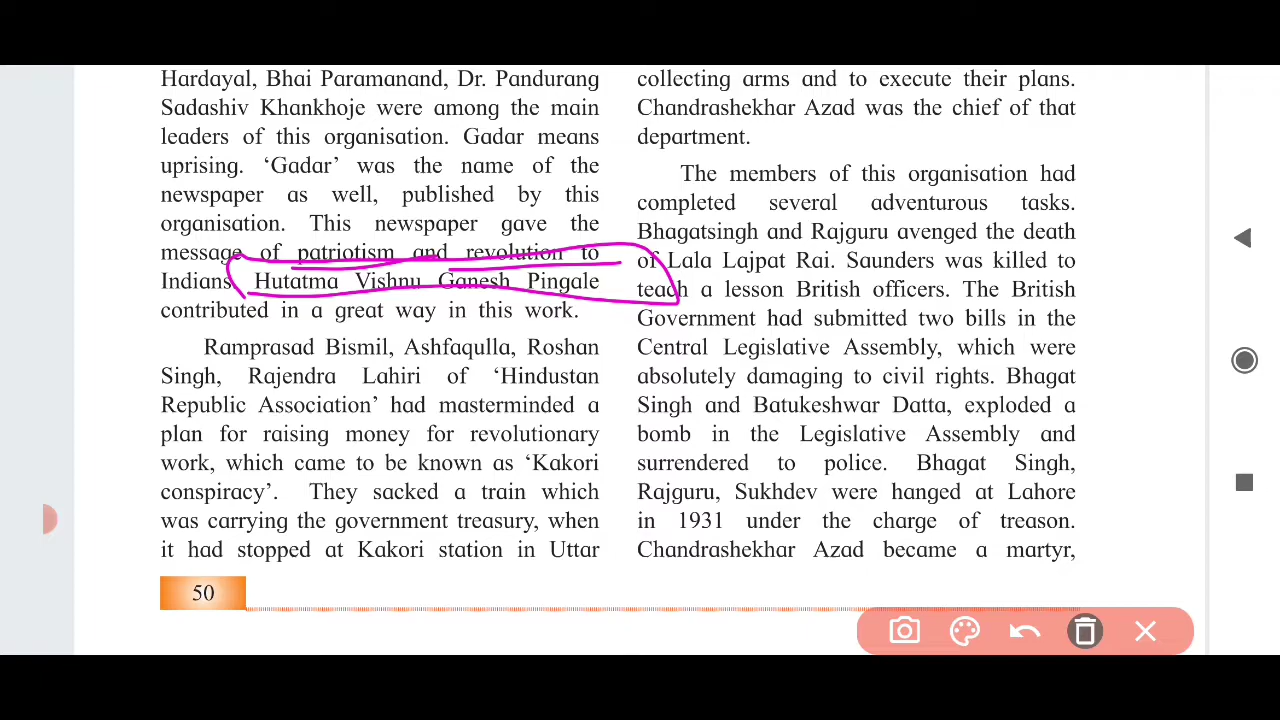 Hardayal, Bhai Paramanand, Dr. Pandurang
Sadashiv Khankhoje were among the main
leaders of this organisation. Gadar means
uprising. ‘Gadar’ was the name of the
newspaper as well, published by this
organisation. This newspaper gave the
message of patriotism and revolution to
Indians. Hutatma Vishnu Ganesh Pingale
contributed in a great way in this work.
Ramprasad Bismil, Ashfaqulla, Roshan
Singh, Rajendra Lahiri of ‘Hindustan
Republic Association’ had masterminded a
plan for raising money for revolutionary
work, which came to be known as ‘Kakori
conspiracy’. They sacked a train which
was carrying the government treasury, when
it had stopped at Kakori station in Uttar
50
collecting arms and to execute their plans.
Chandrashekhar Azad was the chief of that
department.
The members of this organisation had
completed several adventurous tasks.
Bhagatsingh and Rajguru avenged the death
of Lala Lajpat Rai. Saunders was killed to
teach a lesson British officers. The British
Government had submitted two bills in the
Central Legislative Assembly, which were
absolutely damaging to civil rights. Bhagat
Singh and Batukeshwar Datta, exploded a
bomb in the Legislative Assembly and
surrendered to police. Bhagat Singh,
Rajguru, Sukhdev were hanged at Lahore
in 1931 under the charge of treason.
Chandrashekhar Azad became a martyr,